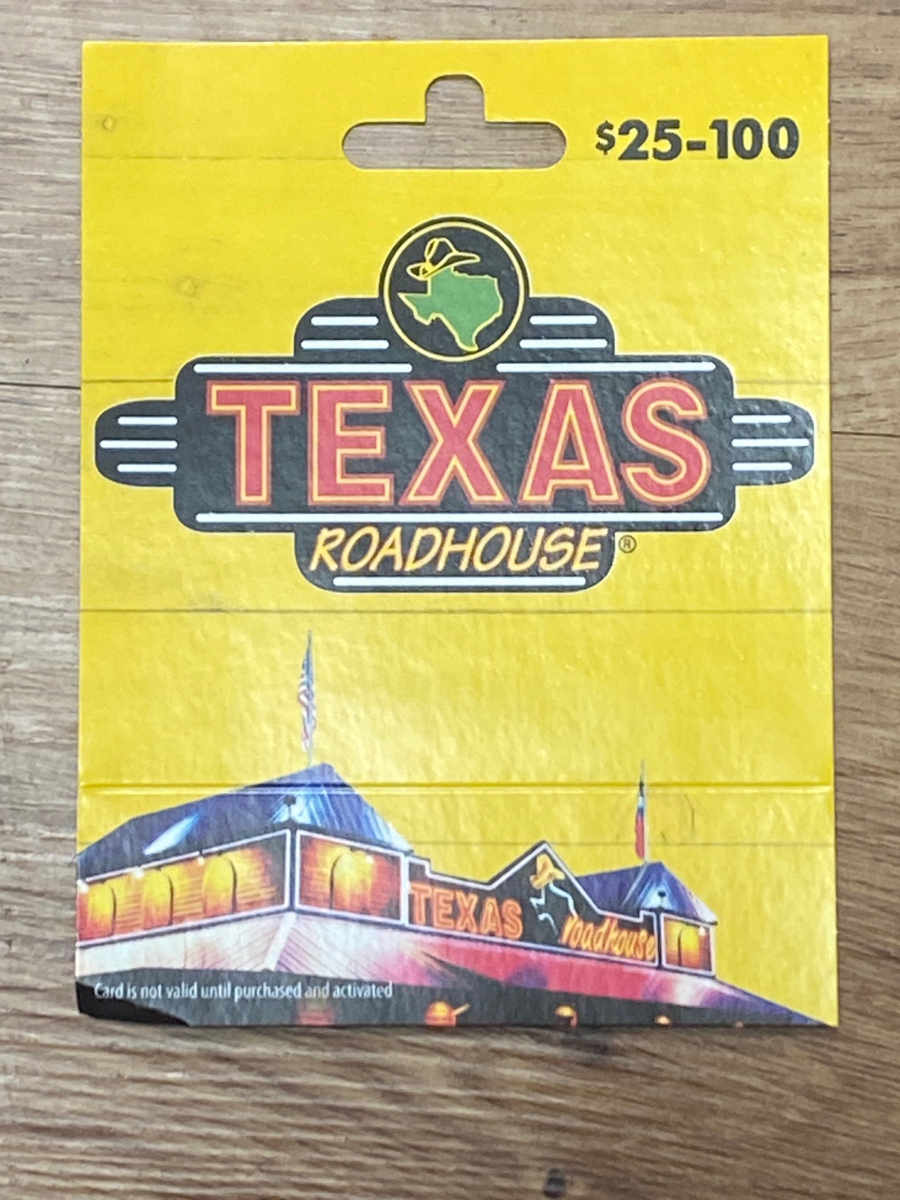 $25-100
TEXAS
ROADHOUSE®
TEXAS
roadhouse
Card is not valid until purchased and activated